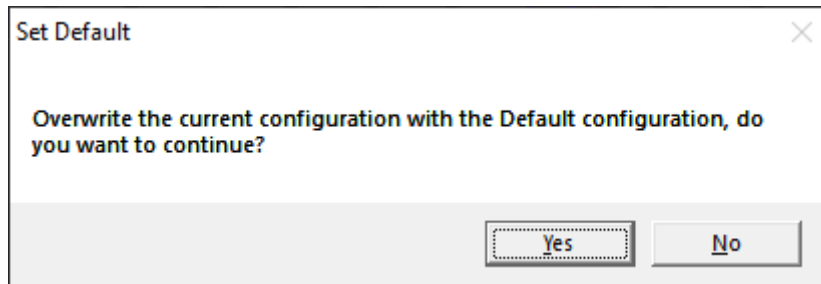 Set Default
Overwrite the current configuration with the Default configuration, do
you want to continue?
Yes
No